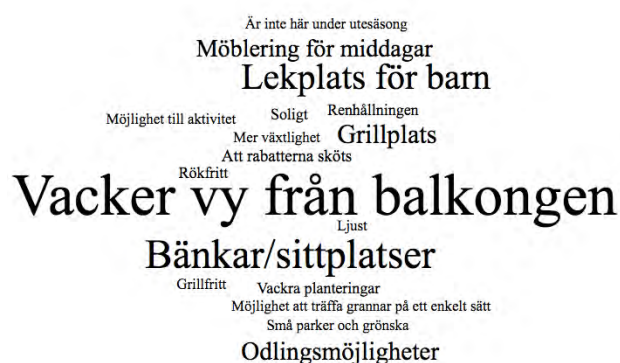 Är inte här under utesäsong
Möblering för middagar
Lekplats för barn
Möjlighet till aktivitet
Soligt
Renhållningen
Mer växtlighet
Grillplats
Att rabatterna sköts
Rökfritt
Vacker vy från balkongen
Ljust
Bänkar/sittplatser
Grillfritt
Vackra planteringar
Möjlighet att träffa grannar på ett enkelt sätt
Små parker och grönska
Odlingsmöjligheter